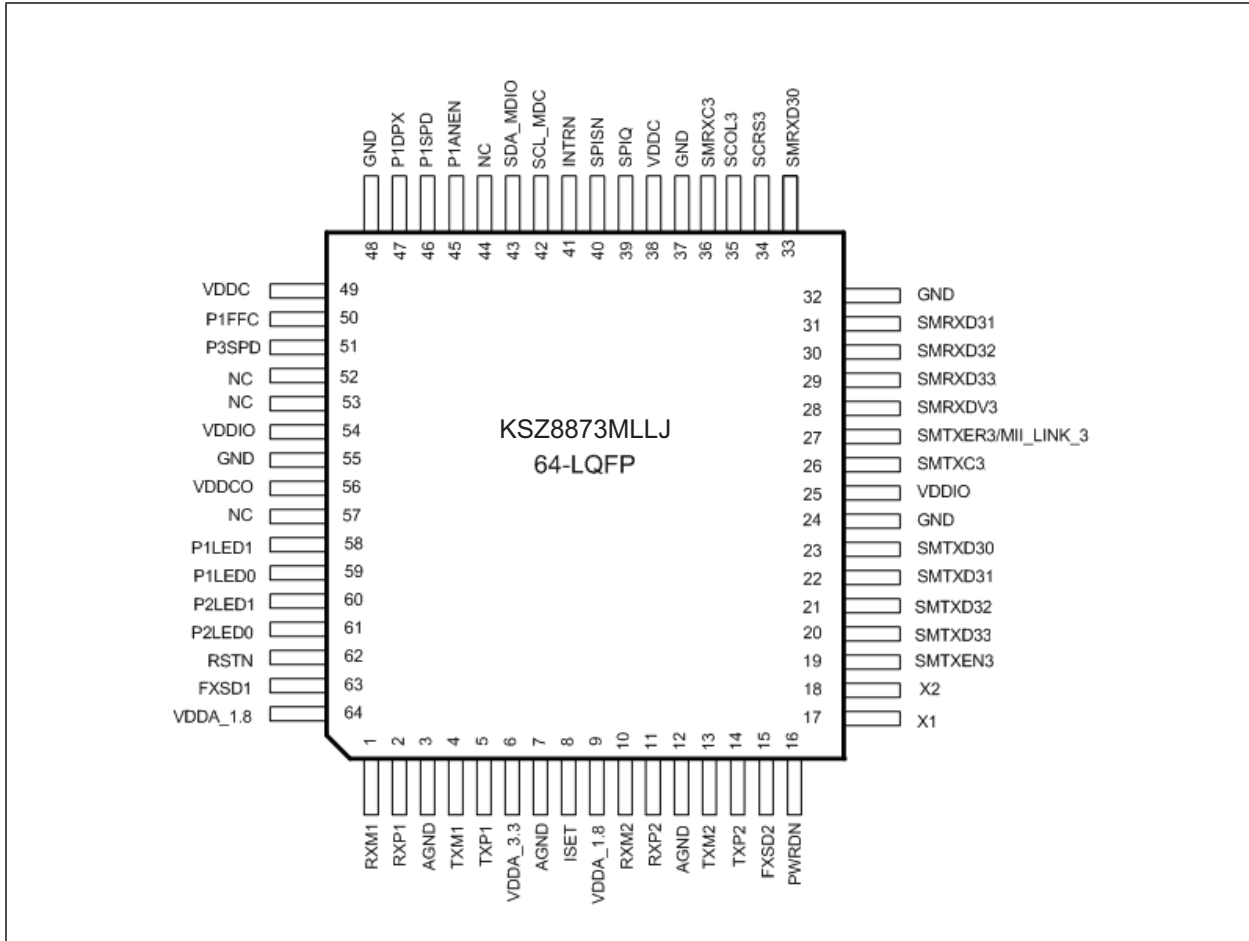 GND
P1DPX
P1SPD
P1ANEN
NC
SDA_MDIO
SCL_MDC
INTRN
SPISN
SPIQ
VDDC
GND
SMRXC3
SCOL3
SCRS3
SMRXD30
48
47
46
45
44
43
42
41
40
39
38
37
36
35
34
33
VDDC 49
P1FFC 50
P3SPD 51
NC 52
NC 53
VDDIO 54
GND 55
VDDCO 56
NC 57
P1LED1 58
P1LED0 59
P2LED1 60
P2LED0 61
RSTN 62
FXSD1 63
VDDA_1.8 64
KSZ8873MLLJ
64-LQFP
32 GND
31 SMRXD31
30 SMRXD32
29 SMRXD33
28 SMRXDV3
27 SMTXER3/MII_LINK_3
26 SMTXC3
25 VDDIO
24 GND
23 SMTXD30
22 SMTXD31
21 SMTXD32
20 SMTXD33
19 SMTXEN3
18 X2
17 X1
1
2
3
4
5
6
7
8
9
10
11
12
13
14
15
16
RXM1
RXP1
AGND
TXM1
TXP1
VDDA_3.3
AGND
ISET
VDDA_1.8
RXM2
RXP2
AGND
TXM2
TXP2
FXSD2
PWRDN